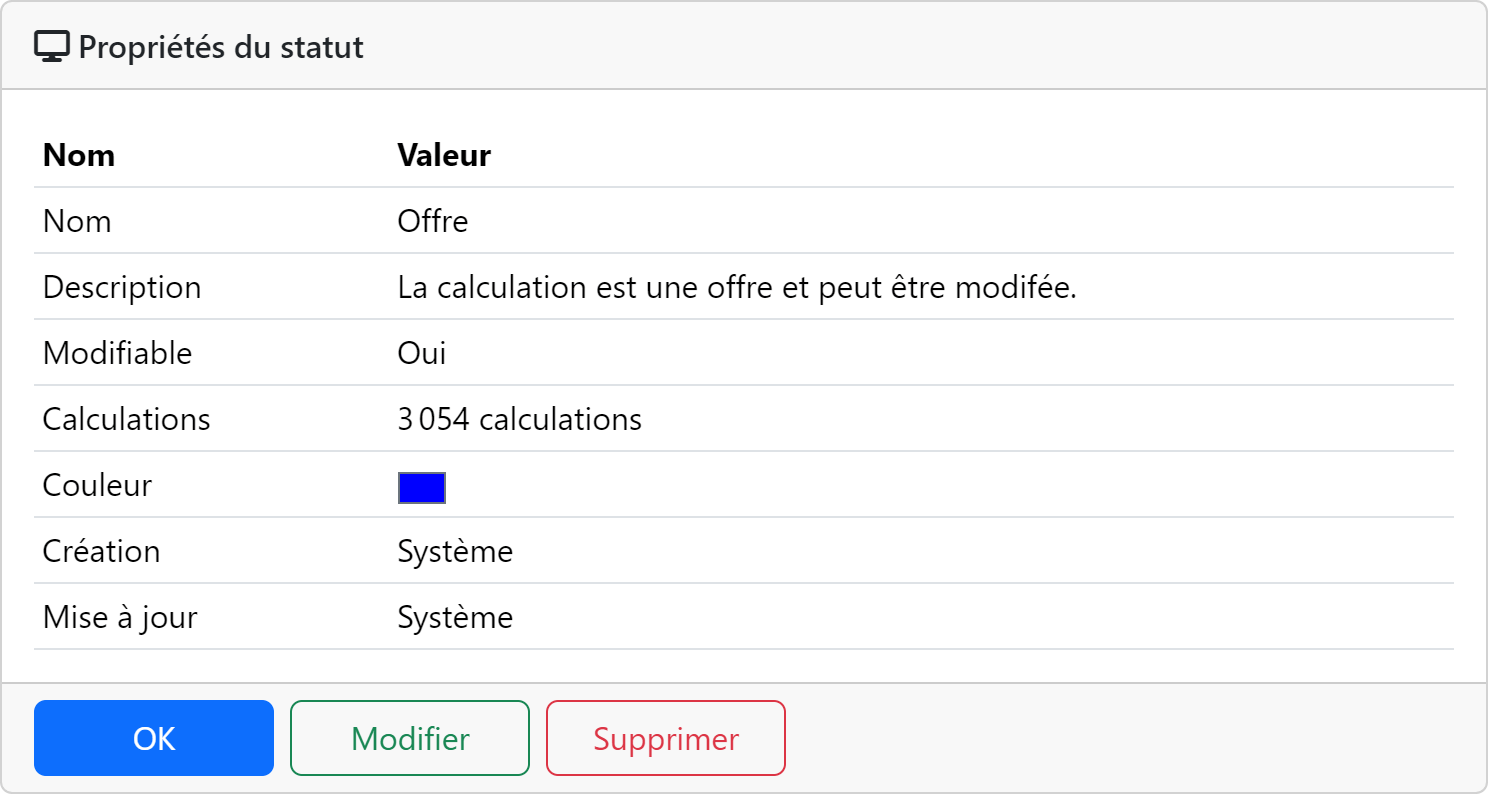 Propriétés du statut
Nom Valeur
Nom Offre
Description La calculation est une offre et peut être modifée.
Modifiable Oui
Calculations 3 054 calculations
Couleur
Création Système
Mise à jour Système
OK Modifier Supprimer